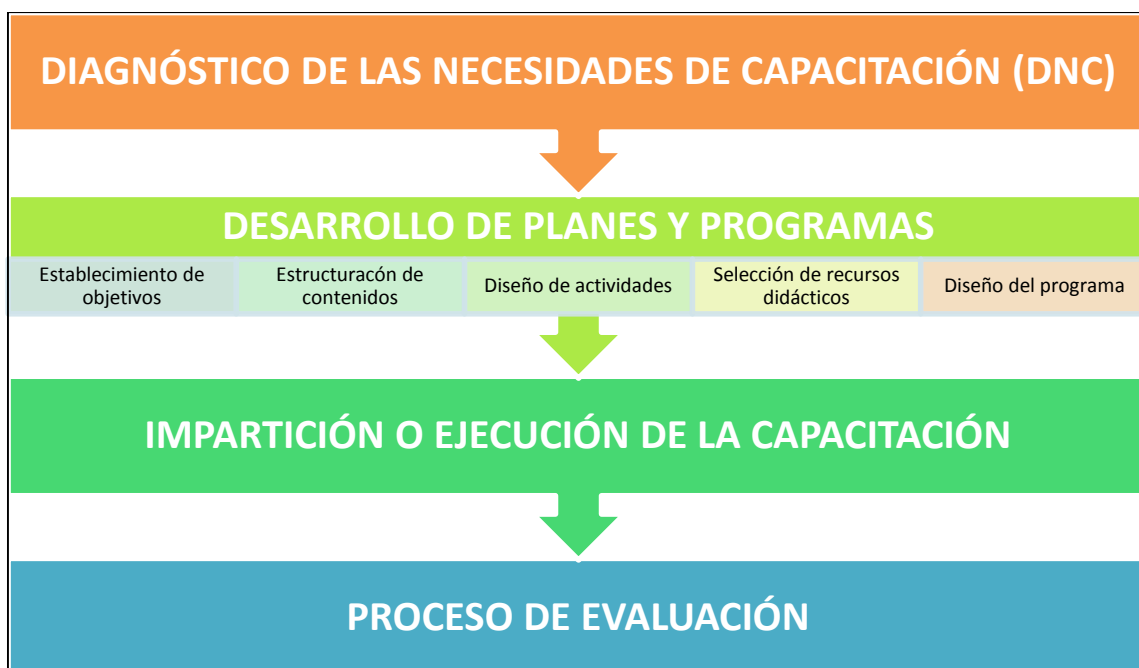 DIAGNÓSTICO DE LAS NECESIDADES DE CAPACITACIÓN (DNC)
DESARROLLO DE PLANES Y PROGRAMAS
Establecimiento de
objetivos
Estructuracón de
contenidos
Diseño de actividades
Selección de recursos
didácticos
Diseño del programa
IMPARTICIÓN O EJECUCIÓN DE LA CAPACITACIÓN
PROCESO DE EVALUACIÓN